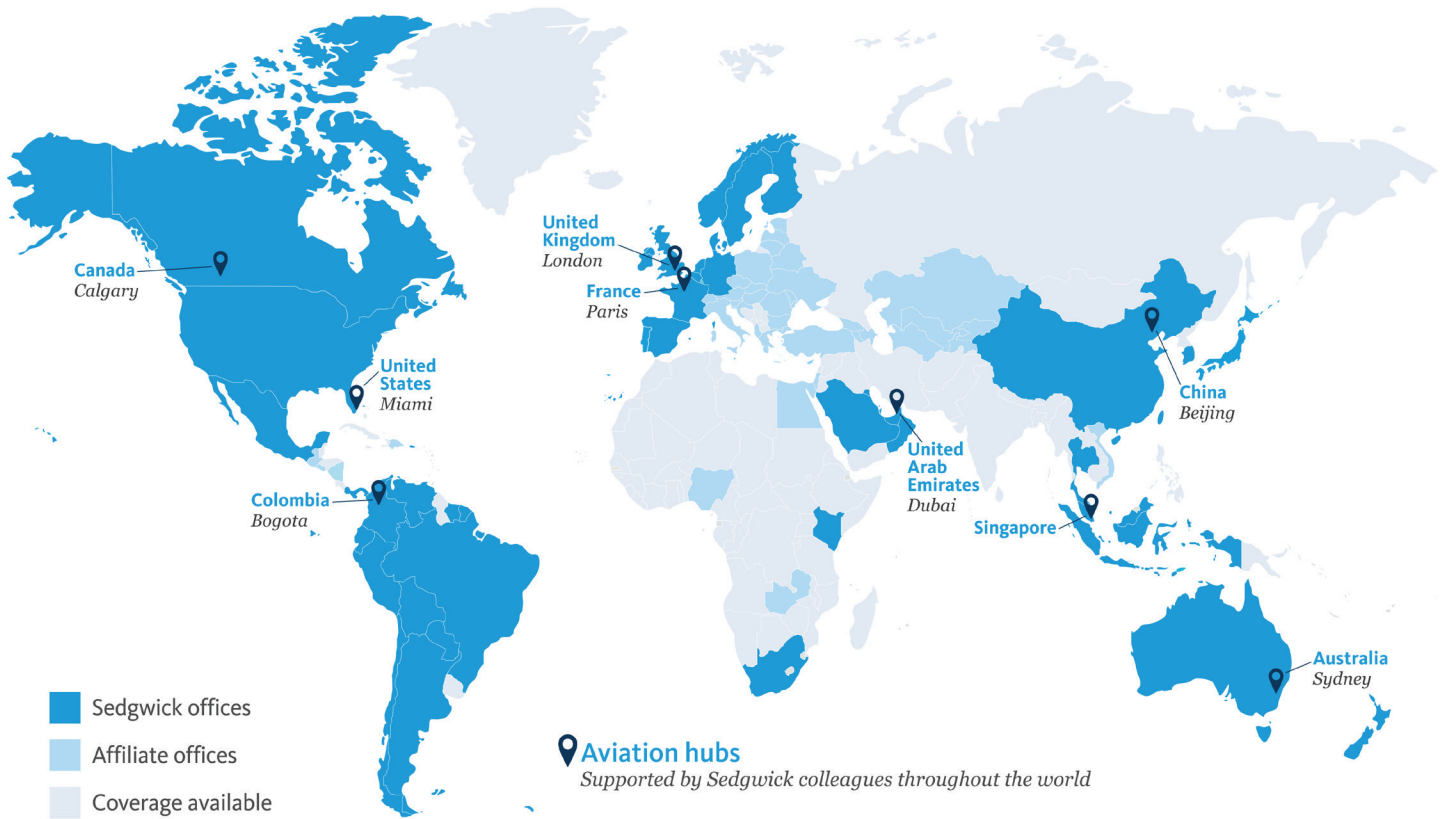 United
Kingdom
London
Canada
Calgary
France
Paris
United
States
Miami
China
Beijing
United
Arab
Emirates
Dubai
Colombia
Bogota
Singapore
Australia
Sydney
Sedgwick offices
Affiliate offices
Coverage available
Aviation hubs
Supported by Sedgwick colleagues throughout the world